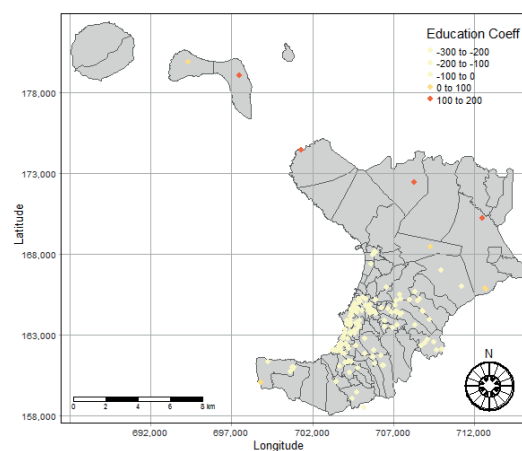 Education Coeff
-300 to -200
-200 to -100
-100 to 0
0 to 100
100 to 200
178,000
173,000
168,000
163,000
158,000
Latitude
N
0 2 4 6 8 km
692,000 697,000 702,000 707,000 712,000
Longitude